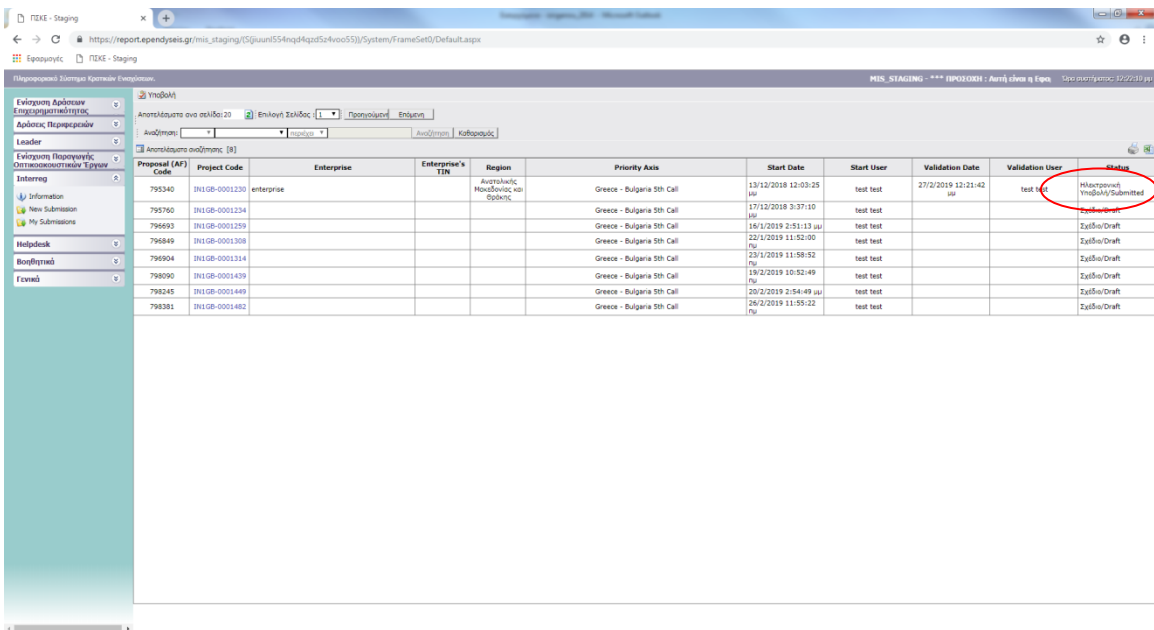 ΠΣΚΕ - Staging
https://report.ependyseis.gr/mis_staging/(S(jiuunl554nqd4qzd5z4voo55))/System/FrameSet0/Default.aspx
Εφαρμογές ΠΣΚΕ - Staging
Πληροφοριακό Σύστημα Κρατικών Ενισχύσεων. MIS_STAGING - *** ΠΡΟΣΟΧΗ : Αυτή είναι η Εφα Ώρα συστήματος: 12:22:10 μμ
Ενίσχυση Δράσεων
Επιχειρηματικότητας
Δράσεις Περιφερειών
Leader
Ενίσχυση Παραγωγής
Οπτικοακουστικών Έργων
Interreg
Information
New Submission
My Submissions
Helpdesk
Βοηθητικά
Γενικά
Υποβολή
Αποτελέσματα ανα σελίδα: 20 Επιλογή Σελίδας : 1 Προηγούμενη Επόμενη
Αναζήτηση: περιέχει Αναζήτηση Καθαρισμός
Αποτελέσματα αναζήτησης [8]
Proposal (AF) Code Project Code Enterprise Enterprise's TIN Region Priority Axis Start Date Start User Validation Date Validation User Status
795340 IN1GB-0001230 enterprise Ανατολικής Μακεδονίας και Θράκης Greece - Bulgaria 5th Call 13/12/2018 12:03:25 μμ test test 27/2/2019 12:21:42 μμ test test Ηλεκτρονική Υποβολή/Submitted
795760 IN1GB-0001234 Greece - Bulgaria 5th Call 17/12/2018 3:37:10 μμ test test Σχέδιο/Draft
796693 IN1GB-0001259 Greece - Bulgaria 5th Call 16/1/2019 2:51:13 μμ test test Σχέδιο/Draft
796849 IN1GB-0001308 Greece - Bulgaria 5th Call 22/1/2019 11:52:00 πμ test test Σχέδιο/Draft
796904 IN1GB-0001314 Greece - Bulgaria 5th Call 23/1/2019 11:58:52 πμ test test Σχέδιο/Draft
798090 IN1GB-0001439 Greece - Bulgaria 5th Call 19/2/2019 10:52:49 πμ test test Σχέδιο/Draft
798245 IN1GB-0001449 Greece - Bulgaria 5th Call 20/2/2019 2:54:49 μμ test test Σχέδιο/Draft
798381 IN1GB-0001482 Greece - Bulgaria 5th Call 26/2/2019 11:55:22 πμ test test Σχέδιο/Draft